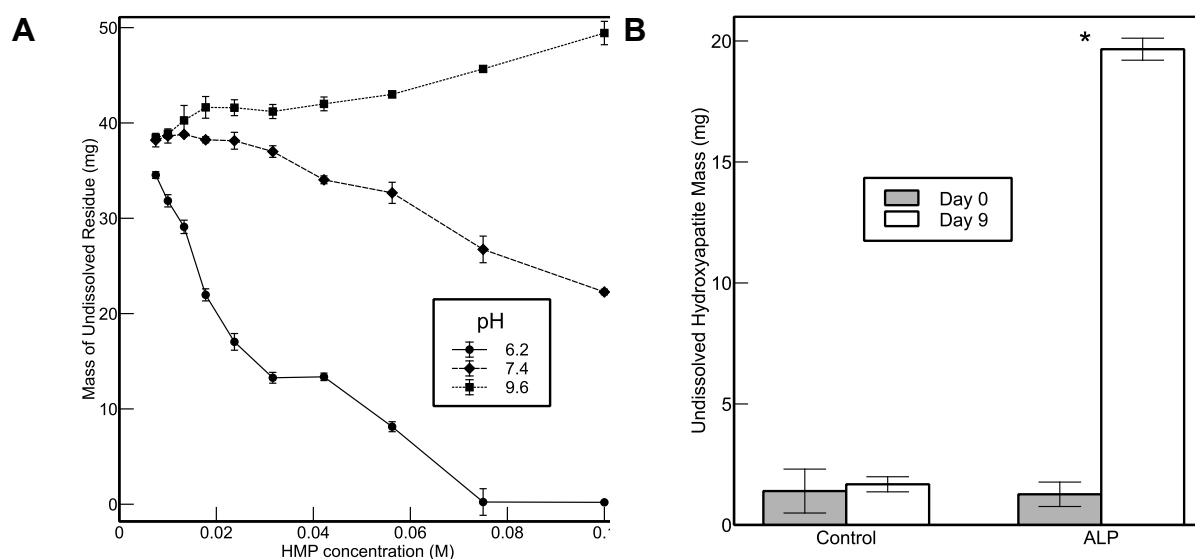 A
Mass of Undissolved Residue (mg)
50
40
30
20
10
0
0
0.02
0.04
0.06
0.08
0.1
HMP concentration (M)
pH
6.2
7.4
9.6
B
Undissolved Hydroxyapatite Mass (mg)
20
15
10
5
0
*
Day 0
Day 9
Control
ALP